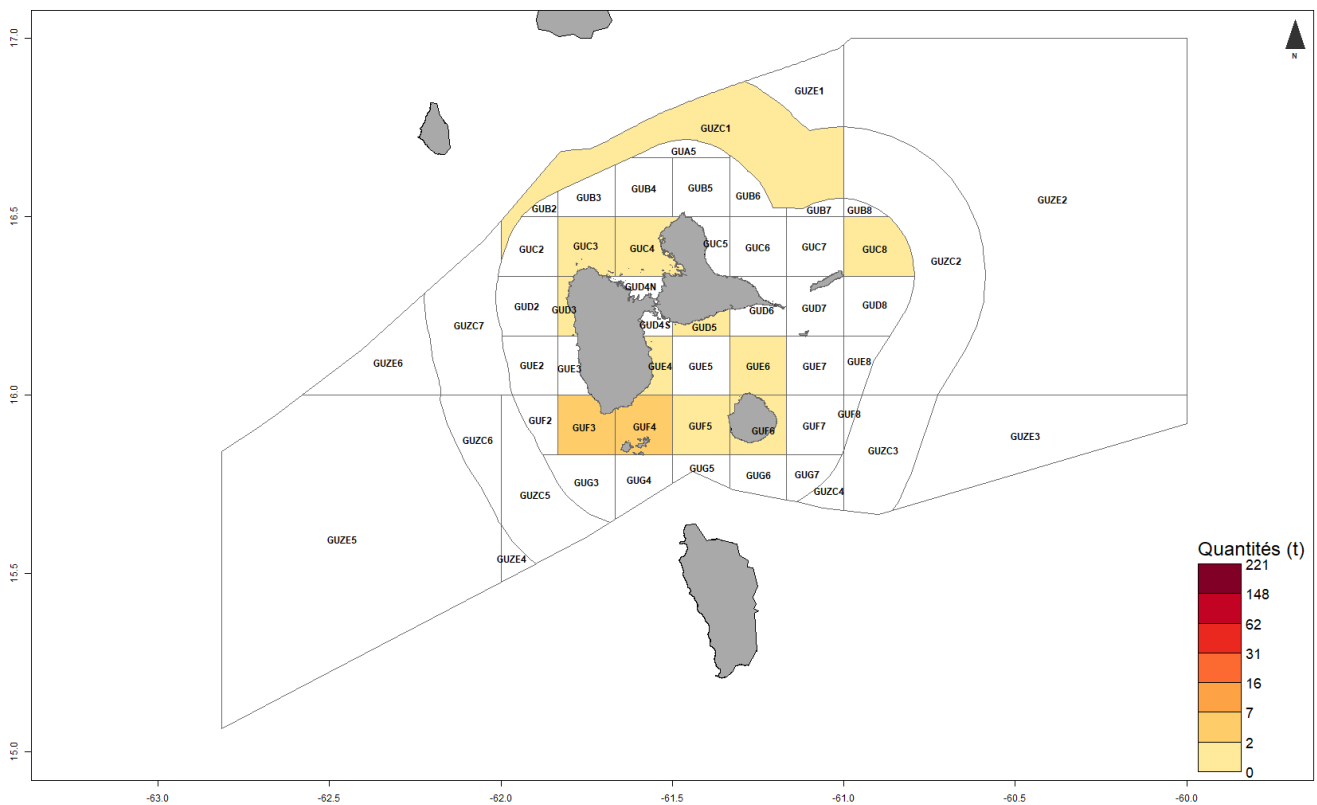 17.0
N
GUZE1
GUZC1
GUA5
GUB4
GUB5
GUB3
GUB6
GUZE2
16.5
GUB2
GUB7
GUB8
GUC2
GUC3
GUC4
GUC5
GUC6
GUC7
GUC8
GUZC2
GUD4N
GUD2
GUD3
GUD6
GUD7
GUD8
GUZC7
GUD4S
GUD5
GUZE6
GUE2
GUE3
GUE4
GUE5
GUE6
GUE7
GUE8
16.0
GUF2
GUF3
GUF4
GUF5
GUF6
GUF7
GUF8
GUZE3
GUZC6
GUZC3
GUG5
GUG3
GUG4
GUG6
GUG7
GUZC5
GUZC4
GUZE5
GUZE4
15.5
15.0
Quantités (t)
221
148
62
31
16
7
2
0
-63.0
-62.5
-62.0
-61.5
-61.0
-60.5
-60.0